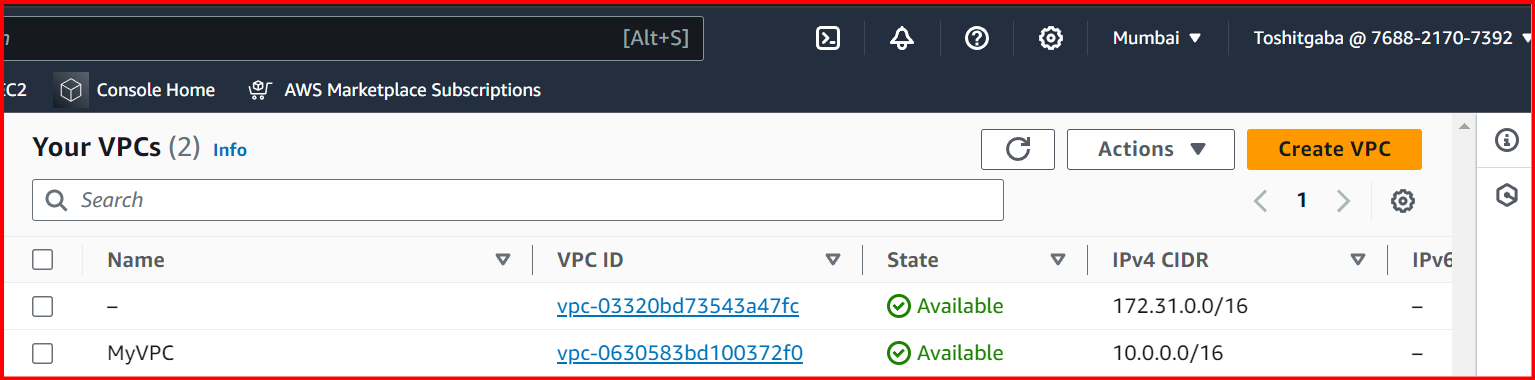 [Alt+S] Mumbai Toshitgaba @ 7688-2170-7392
EC2 Console Home AWS Marketplace Subscriptions
Your VPCs (2) Info Actions Create VPC
Search 1
Name VPC ID State IPv4 CIDR IPv6
– vpc-03320bd73543a47fc Available 172.31.0.0/16 –
MyVPC vpc-0630583bd100372f0 Available 10.0.0.0/16 –